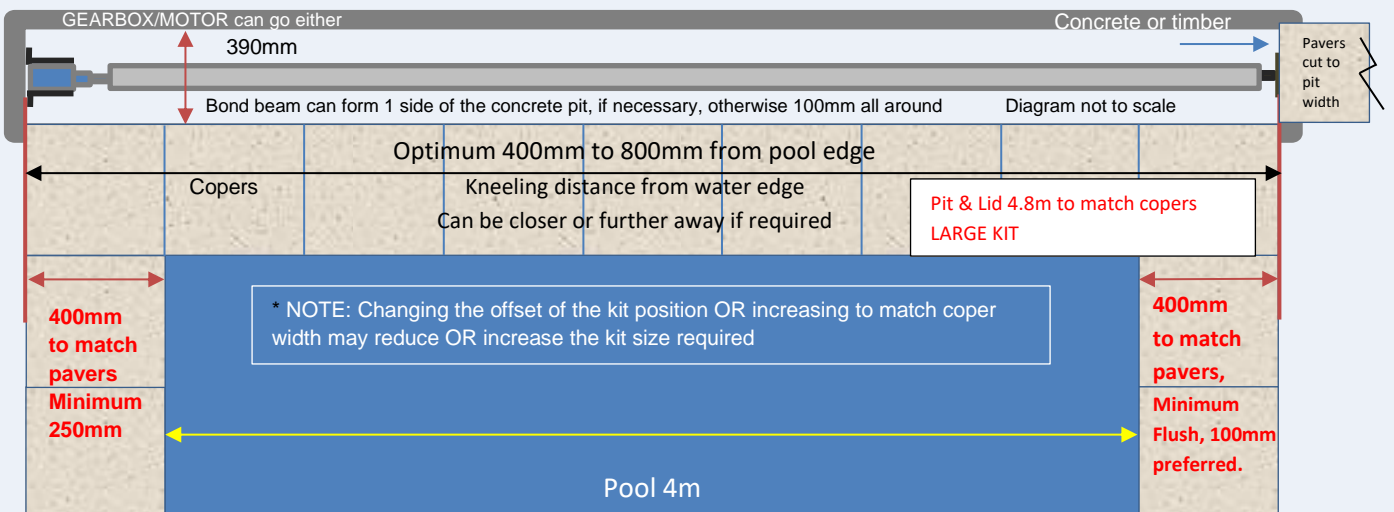 GEARBOX/MOTOR can go either
Concrete or timber
390mm
Pavers
cut to
pit
width
Bond beam can form 1 side of the concrete pit, if necessary, otherwise 100mm all around
Diagram not to scale
Optimum 400mm to 800mm from pool edge
Copers
Kneeling distance from water edge
Can be closer or further away if required
Pit & Lid 4.8m to match copers
LARGE KIT
400mm
to match
pavers
Minimum
250mm
* NOTE: Changing the offset of the kit position OR increasing to match coper
width may reduce OR increase the kit size required
400mm
to match
pavers,
Minimum
Flush, 100mm
preferred.
Pool 4m